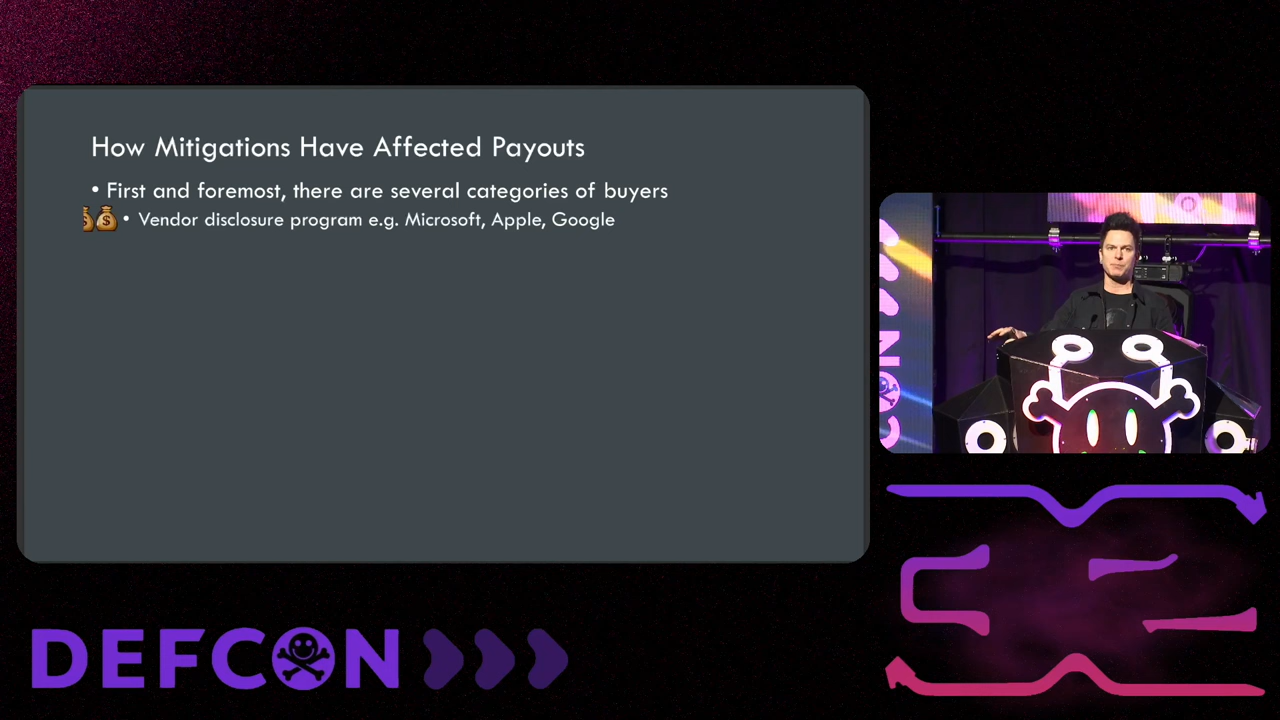 How Mitigations Have Affected Payouts
• First and foremost, there are several categories of buyers
• Vendor disclosure program e.g. Microsoft, Apple, Google
CON
DEFCON